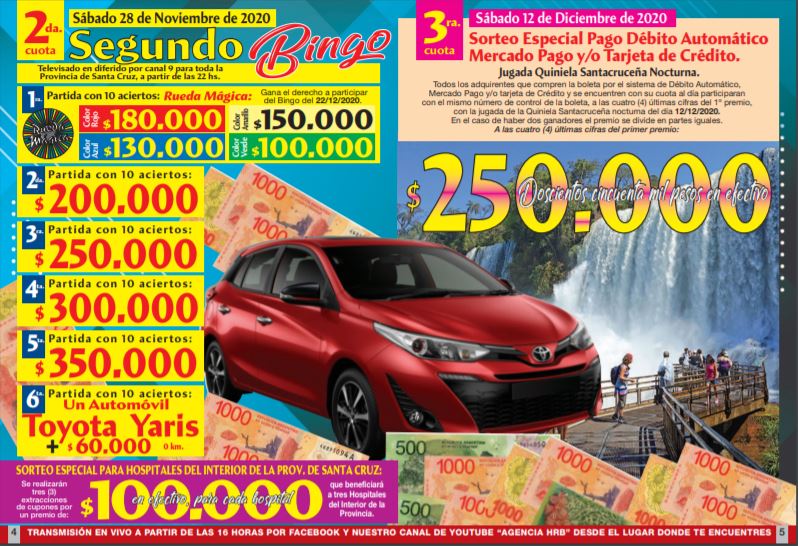 2da. cuota
Sábado 28 de Noviembre de 2020
Segundo Bingo
Televisado en diferido por canal 9 para toda la
Provincia de Santa Cruz, a partir de las 22 hs.
1ra. Partida con 10 aciertos: Rueda Mágica:
Gana el derecho a participar
del Bingo del 22/12/2020.
Rueda Mágica
Color Rojo $180.000
Color Amarillo $150.000
Color Azul $130.000
Color Verde $100.000
2da. Partida con 10 aciertos:
$200.000
3ra. Partida con 10 aciertos:
$250.000
4ta. Partida con 10 aciertos:
$300.000
5ta. Partida con 10 aciertos:
$350.000
6ta. Partida con 10 aciertos:
Un Automóvil
Toyota Yaris
+ $60.000 0 km.
SORTEO ESPECIAL PARA HOSPITALES DEL INTERIOR DE LA PROV. DE SANTA CRUZ:
Se realizarán
tres (3)
extracciones
de cupones por
un premio de:
$100.000
en efectivo, para cada hospital
que beneficiará
a tres Hospitales
del Interior de la
Provincia.
3ra. cuota
Sábado 12 de Diciembre de 2020
Sorteo Especial Pago Débito Automático
Mercado Pago y/o Tarjeta de Crédito.
Jugada Quiniela Santacruceña Nocturna.
Todos los adquirentes que compren la boleta por el sistema de Débito Automático,
Mercado Pago y/o tarjeta de Crédito y se encuentren con su cuota al día participaran
con el mismo número de control de la boleta, a las cuatro (4) últimas cifras del 1° premio,
con la jugada de la Quiniela Santacruceña nocturna del día 12/12/2020.
En el caso de haber dos ganadores el premio se divide en partes iguales.
A las cuatro (4) últimas cifras del primer premio:
$250.000
Doscientos cincuenta mil pesos en efectivo
1000
1000
1000
1000
500
1000
500
1000
1000
500
4 TRANSMISIÓN EN VIVO A PARTIR DE LAS 16 HORAS POR FACEBOOK Y NUESTRO CANAL DE YOUTUBE "AGENCIA HRB" DESDE EL LUGAR DONDE TE ENCUENTRES 5